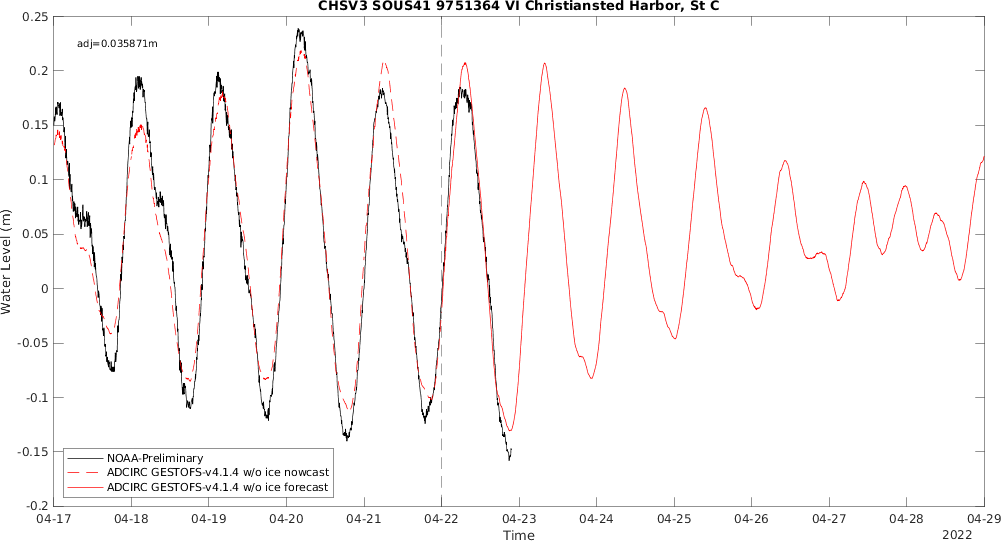 CHSV3 SOUS41 9751364 VI Christiansted Harbor, St C
adj=0.035871m
0.25
0.2
0.15
0.1
0.05
0
-0.05
-0.1
-0.15
-0.2
Water Level (m)
NOAA-Preliminary
ADCIRC GESTOFS-v4.1.4 w/o ice nowcast
ADCIRC GESTOFS-v4.1.4 w/o ice forecast
04-17 04-18 04-19 04-20 04-21 04-22 04-23 04-24 04-25 04-26 04-27 04-28 04-29
Time
2022